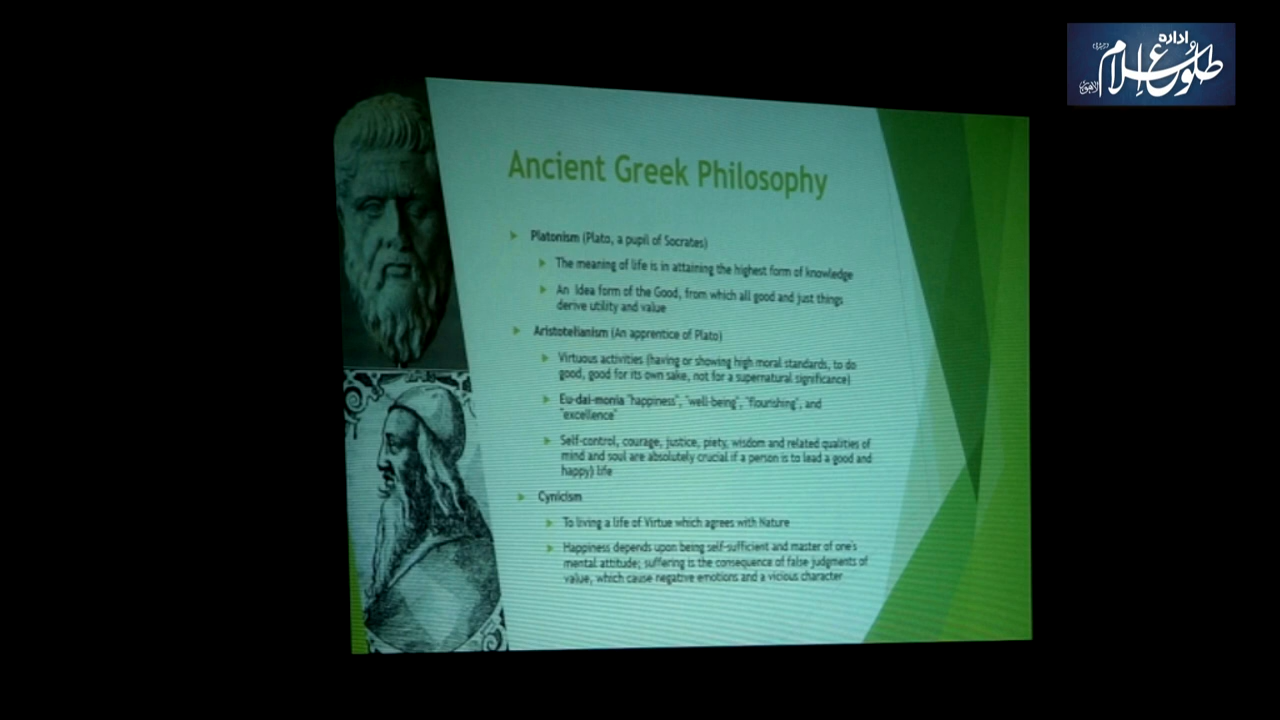 ادارہ
طلوع اسلام
لاہور
Ancient Greek Philosophy
Platonism (Plato, a pupil of Socrates)
The meaning of life is in attaining the highest form of knowledge
An Idea form of the Good, from which all good and just things
derive utility and value
Aristotelianism (An apprentice of Plato)
Virtuous activities (having or showing high moral standards, to do
good, good for its own sake, not for a supernatural significance)
Eu-dai-monia "happiness", "well-being", "flourishing", and
"excellence"
Self-control, courage, justice, piety, wisdom and related qualities of
mind and soul are absolutely crucial if a person is to lead a good and
happy) life
Cynicism
To living a life of Virtue which agrees with Nature
Happiness depends upon being self-sufficient and master of one's
mental attitude; suffering is the consequence of false judgments of
value, which cause negative emotions and a vicious character